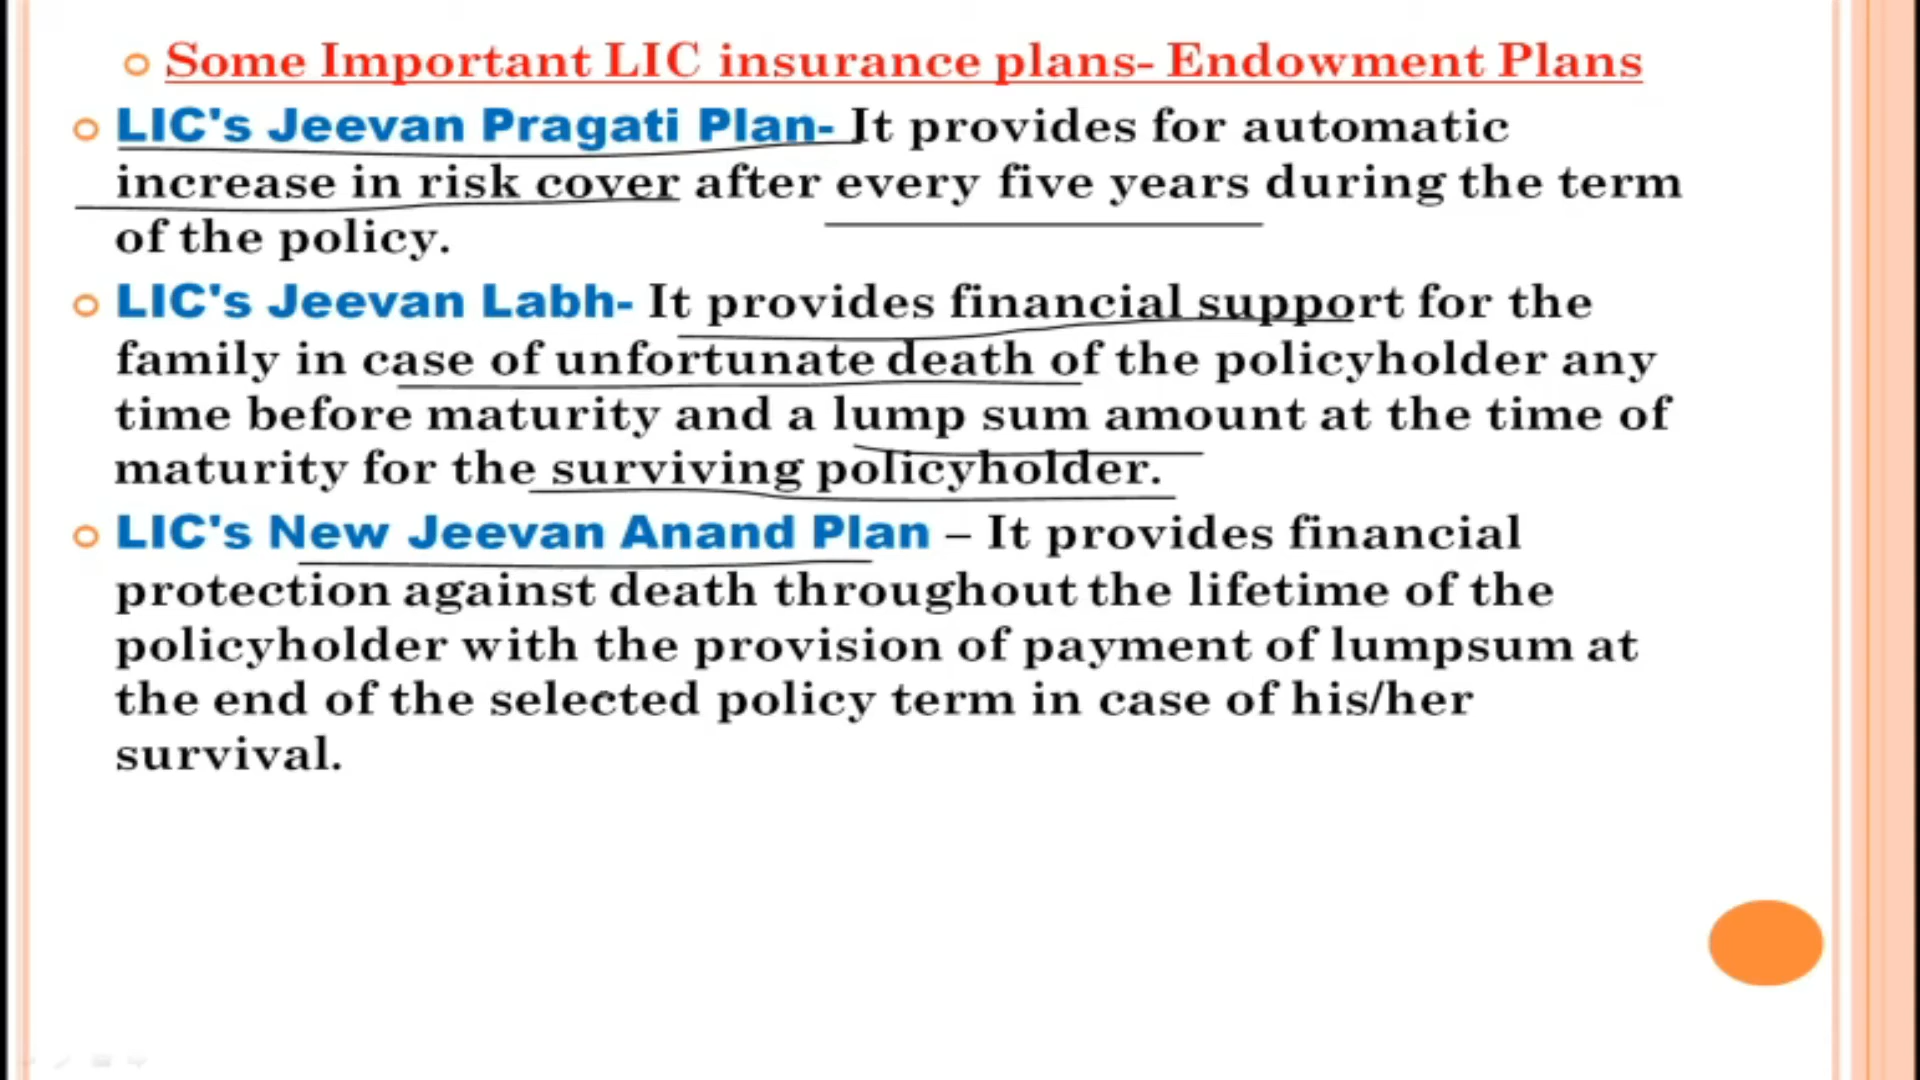 Some Important LIC insurance plans- Endowment Plans
LIC's Jeevan Pragati Plan- It provides for automatic
increase in risk cover after every five years during the term
of the policy.
LIC's Jeevan Labh- It provides financial support for the
family in case of unfortunate death of the policyholder any
time before maturity and a lump sum amount at the time of
maturity for the surviving policyholder.
LIC's New Jeevan Anand Plan – It provides financial
protection against death throughout the lifetime of the
policyholder with the provision of payment of lumpsum at
the end of the selected policy term in case of his/her
survival.